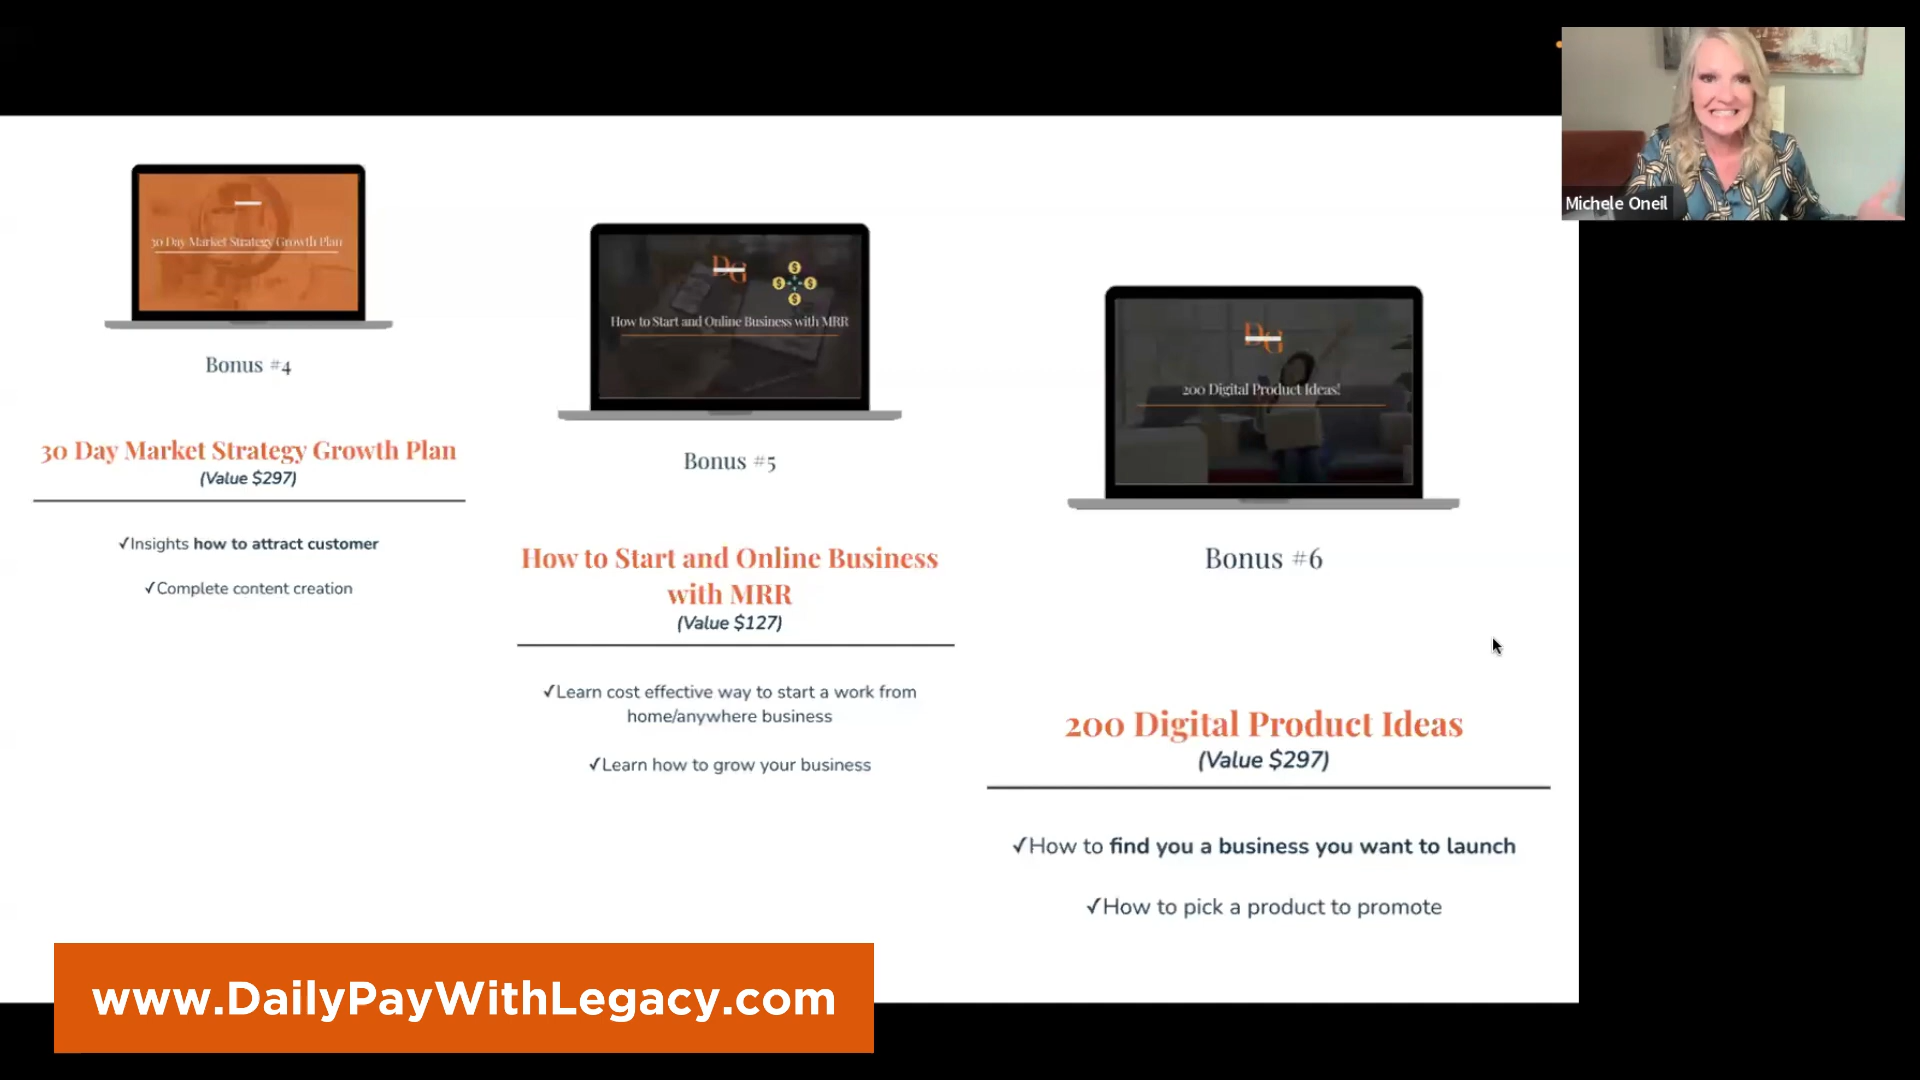 Michele Oneil
30 Day Market Strategy Growth Plan
Bonus #4
30 Day Market Strategy Growth Plan
(Value $297)
✓Insights how to attract customer
✓Complete content creation
DG
How to Start and Online Business with MRR
Bonus #5
How to Start and Online Business
with MRR
(Value $127)
✓Learn cost effective way to start a work from
home/anywhere business
✓Learn how to grow your business
DG
200 Digital Product Ideas!
Bonus #6
200 Digital Product Ideas
(Value $297)
✓How to find you a business you want to launch
✓How to pick a product to promote
www.DailyPayWithLegacy.com